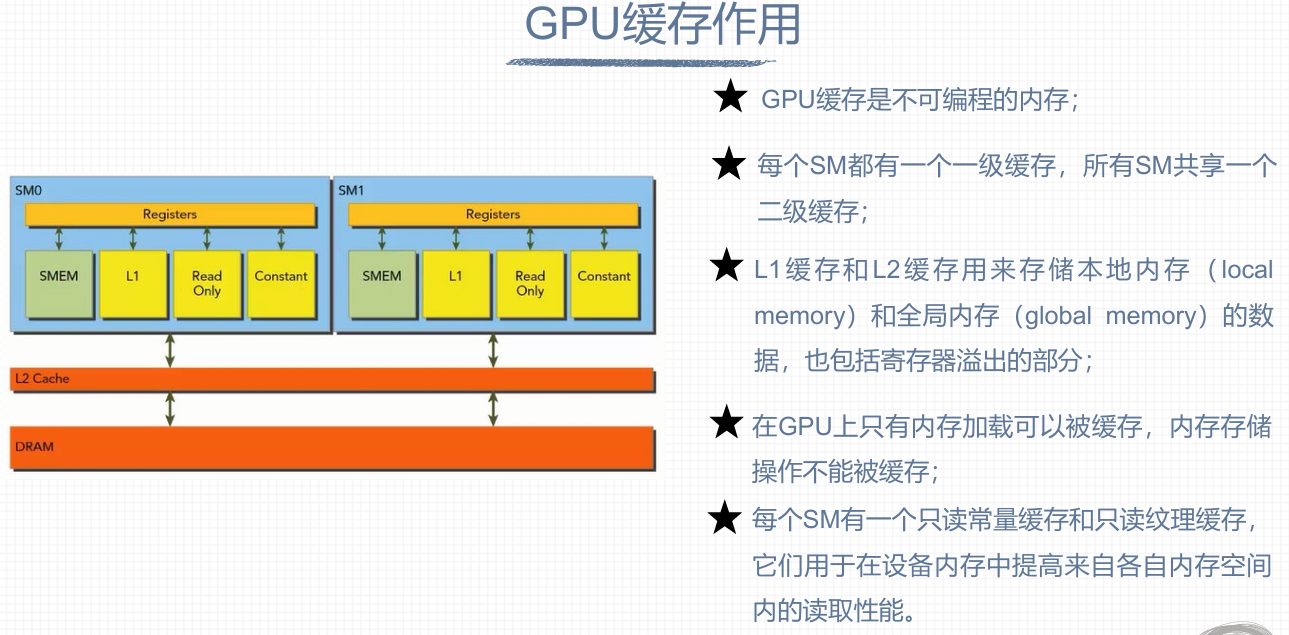 GPU缓存作用
★ GPU缓存是不可编程的内存；
★ 每个SM都有一个一级缓存，所有SM共享一个
二级缓存；
★ L1缓存和L2缓存用来存储本地内存（local
memory）和全局内存（global memory）的数
据，也包括寄存器溢出的部分；
★ 在GPU上只有内存加载可以被缓存，内存存储
操作不能被缓存；
★ 每个SM有一个只读常量缓存和只读纹理缓存，
它们用于在设备内存中提高来自各自内存空间
内的读取性能。
SM0
Registers
SMEM
L1
Read
Only
Constant
SM1
Registers
SMEM
L1
Read
Only
Constant
L2 Cache
DRAM